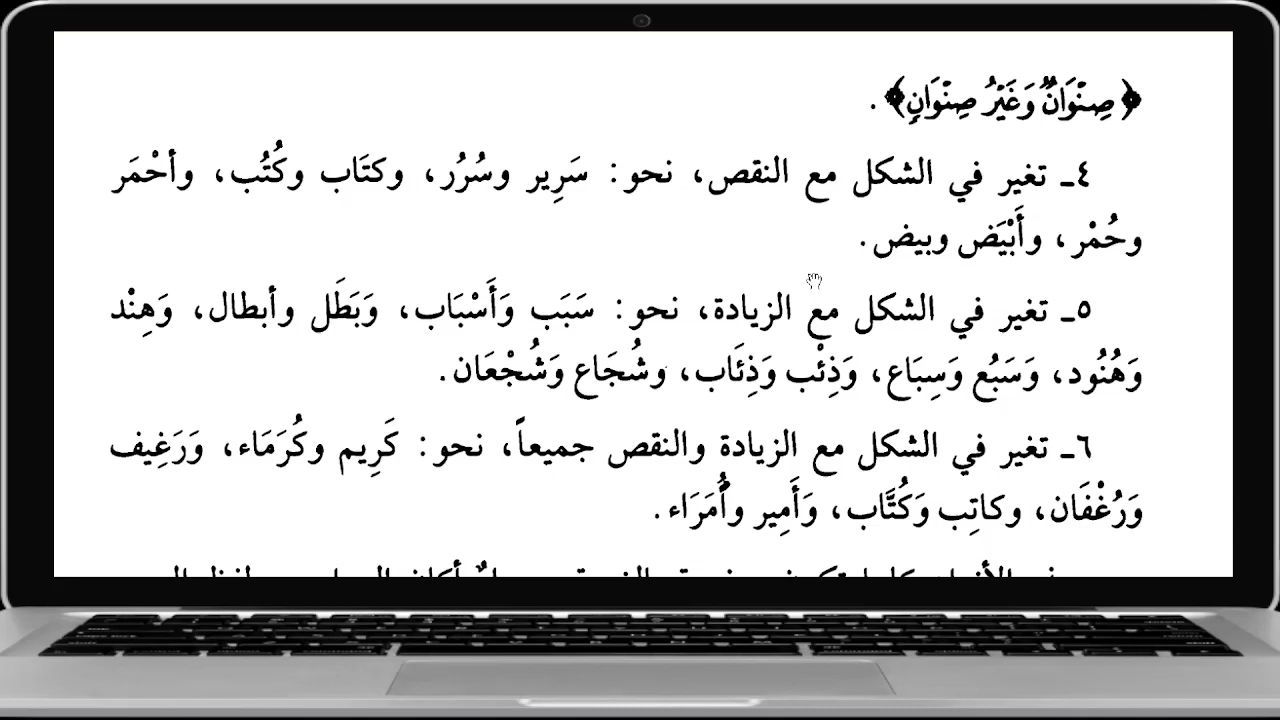 ﴿صِنْوَانٌ وَغَيْرُ صِنْوَانٍ﴾.
٤ـ تغير في الشكل مع النقص، نحو: سَرِير وسُرُر، وكتَاب وكُتُب، وأحْمَر
وحُمْر، وأَبْيَض وبيض.
٥ـ تغير في الشكل مع الزيادة، نحو: سَبَب وَأَسْبَاب، وَبَطَل وأبطال، وَهِنْد
وَهُنُود، وَسَبُع وَسِبَاع، وَذِئْب وَذِئَاب، وشُجَاع وَشُجْعَان.
٦ـ تغير في الشكل مع الزيادة والنقص جميعاً، نحو: كَرِيم وكُرَمَاء، وَرَغِيف
وَرُغْفَان، وكاتِب وَكُتَّاب، وَأَمِير وأُمَرَاء.